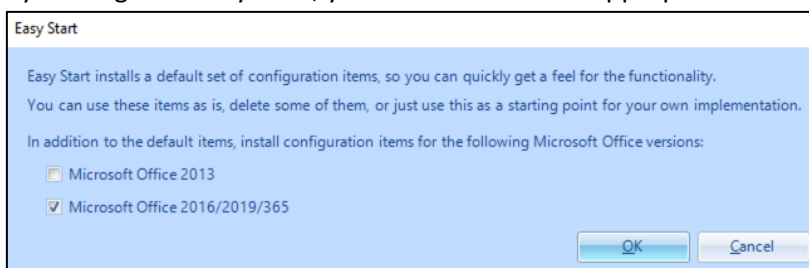 Easy Start
Easy Start installs a default set of configuration items, so you can quickly get a feel for the functionality.
You can use these items as is, delete some of them, or just use this as a starting point for your own implementation.
In addition to the default items, install configuration items for the following Microsoft Office versions:
Microsoft Office 2013
Microsoft Office 2016/2019/365
OK Cancel